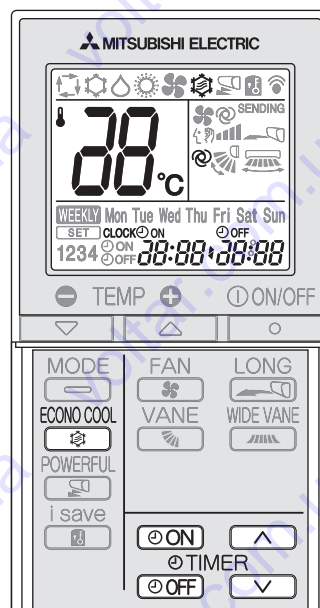 MITSUBISHI ELECTRIC
SENDING
88°C
WEEKLY Mon Tue Wed Thu Fri Sat Sun
SET CLOCK ON OFF
1234 ON OFF 88:88 88:88
TEMP ON/OFF
MODE FAN LONG
ECONO COOL VANE WIDE VANE
POWERFUL
i save
ON
TIMER
OFF